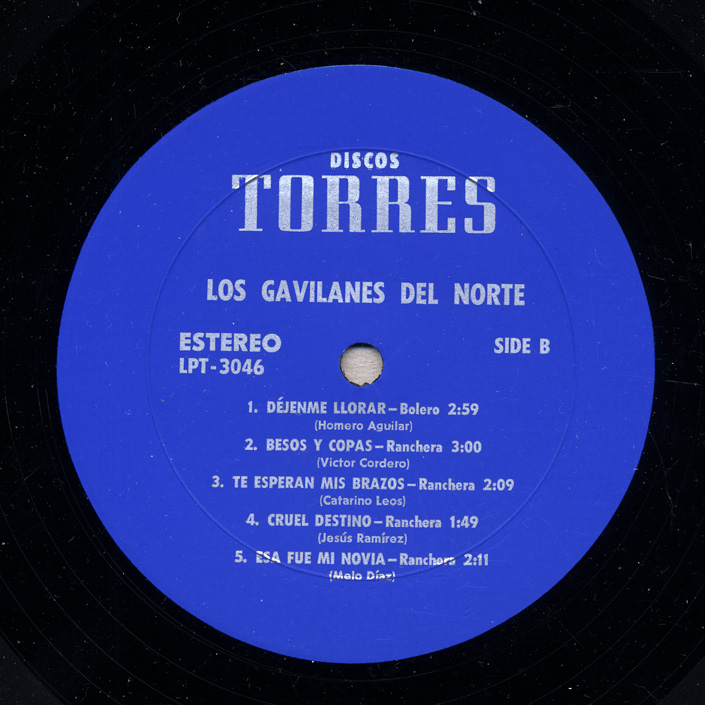 DISCOS
TORRES
LOS GAVILANES DEL NORTE
ESTEREO
LPT-3046
SIDE B
1. DÉJENME LLORAR—Bolero 2:59
(Homero Aguilar)
2. BESOS Y COPAS—Ranchera 3:00
(Victor Cordero)
3. TE ESPERAN MIS BRAZOS—Ranchera 2:09
(Catarino Leos)
4. CRUEL DESTINO—Ranchera 1:49
(Jesús Ramírez)
5. ESA FUE MI NOVIA—Ranchera 2:11
(Melo Díaz)